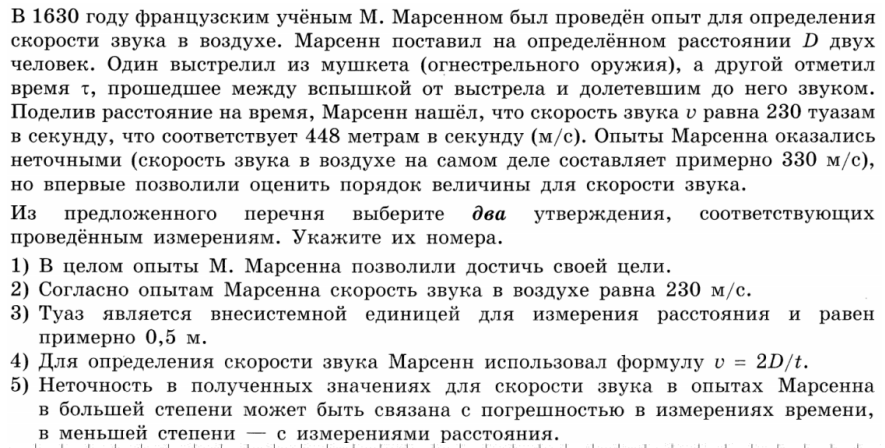 В 1630 году французским учёным М. Марсенном был проведён опыт для определения
скорости звука в воздухе. Марсенн поставил на определённом расстоянии D двух
человек. Один выстрелил из мушкета (огнестрельного оружия), а другой отметил
время τ, прошедшее между вспышкой от выстрела и долетевшим до него звуком.
Поделив расстояние на время, Марсенн нашёл, что скорость звука v равна 230 туазам
в секунду, что соответствует 448 метрам в секунду (м/с). Опыты Марсенна оказались
неточными (скорость звука в воздухе на самом деле составляет примерно 330 м/с),
но впервые позволили оценить порядок величины для скорости звука.
Из предложенного перечня выберите два утверждения, соответствующих
проведённым измерениям. Укажите их номера.
1) В целом опыты М. Марсенна позволили достичь своей цели.
2) Согласно опытам Марсенна скорость звука в воздухе равна 230 м/с.
3) Туаз является внесистемной единицей для измерения расстояния и равен
примерно 0,5 м.
4) Для определения скорости звука Марсенн использовал формулу v = 2D/t.
5) Неточность в полученных значениях для скорости звука в опытах Марсенна
в большей степени может быть связана с погрешностью в измерениях времени,
в меньшей степени — с измерениями расстояния.